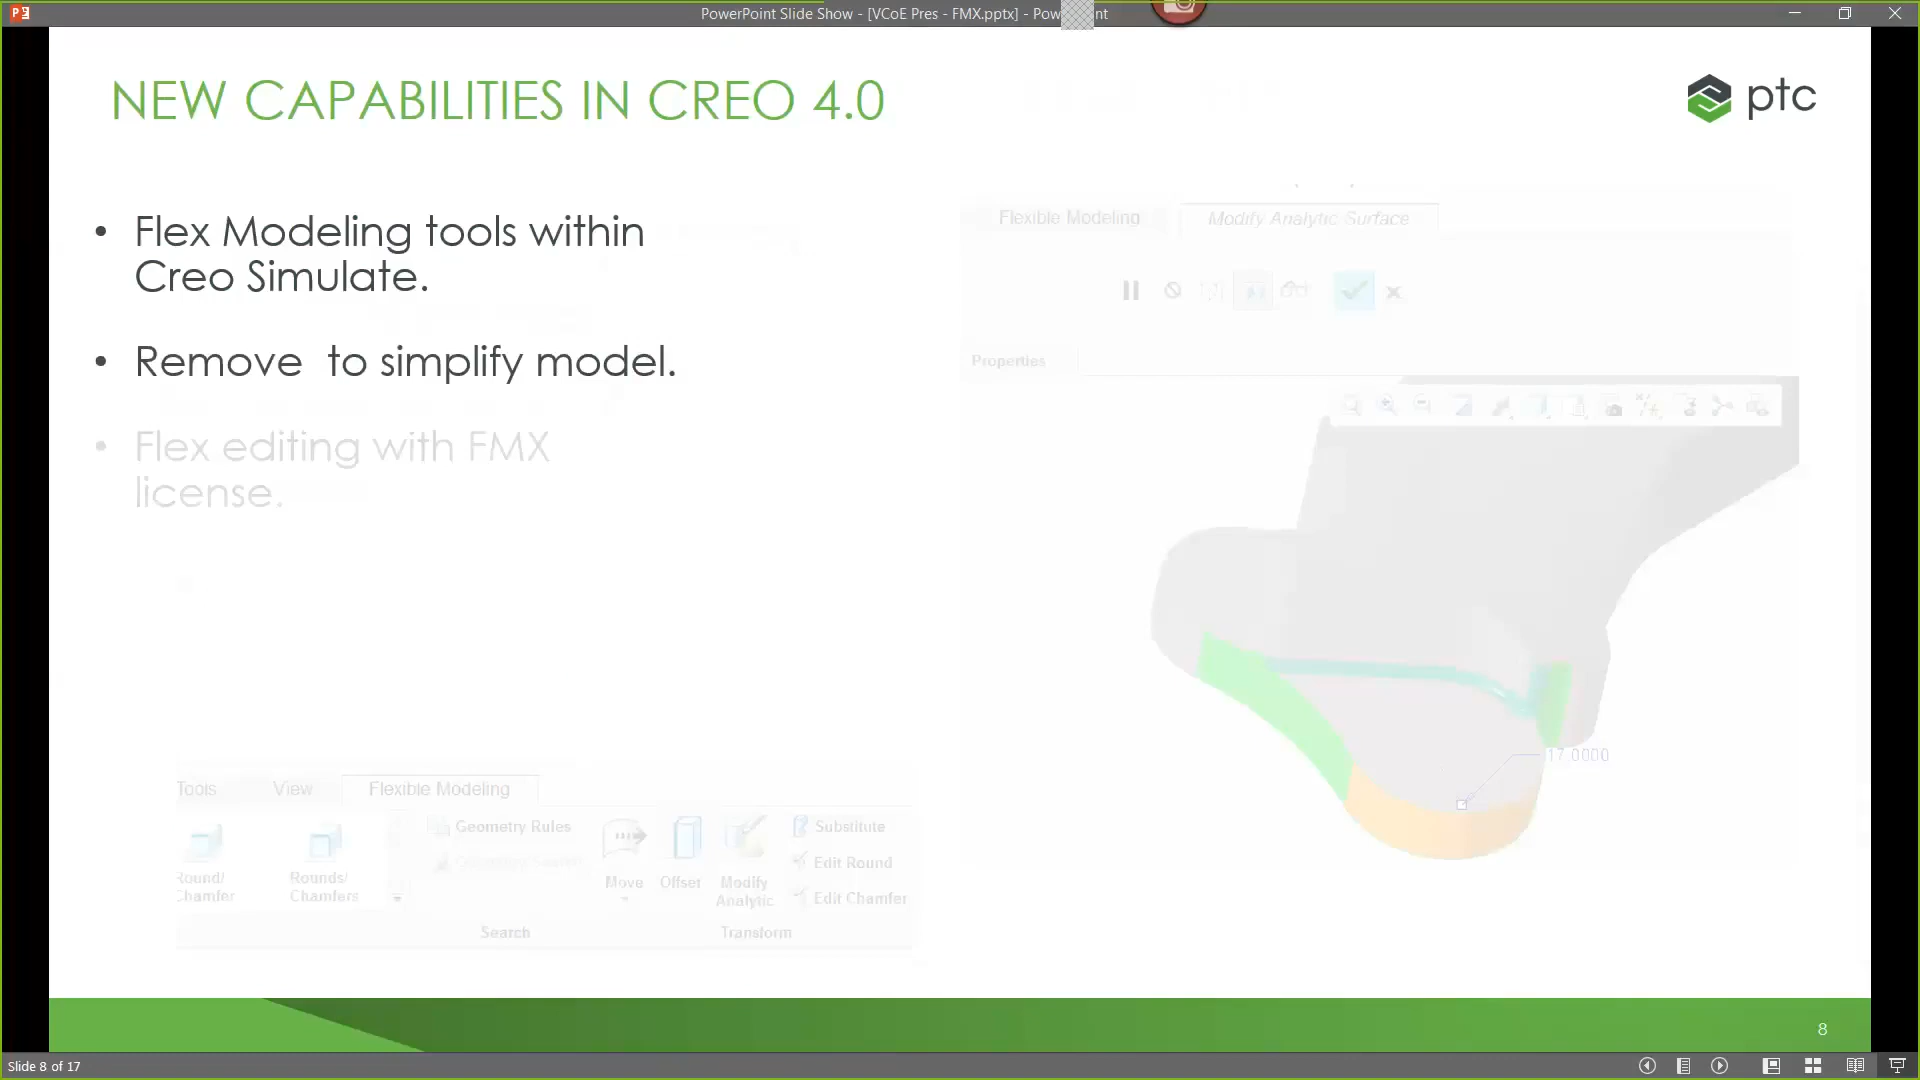 PowerPoint Slide Show - [VCoE Pres - FMX.pptx] - Pow nt
NEW CAPABILITIES IN CREO 4.0
ptc
• Flex Modeling tools within
Creo Simulate.
• Remove to simplify model.
• Flex editing with FMX
license.
Flexible Modeling
Modify Analytic Surface
Properties
17.0000
Tools
View
Flexible Modeling
Round/
Chamfer
Rounds/
Chamfers
Geometry Rules
Geometry Search
Search
Move
Offset
Modify
Analytic
Substitute
Edit Round
Edit Chamfer
Transform
8
Slide 8 of 17